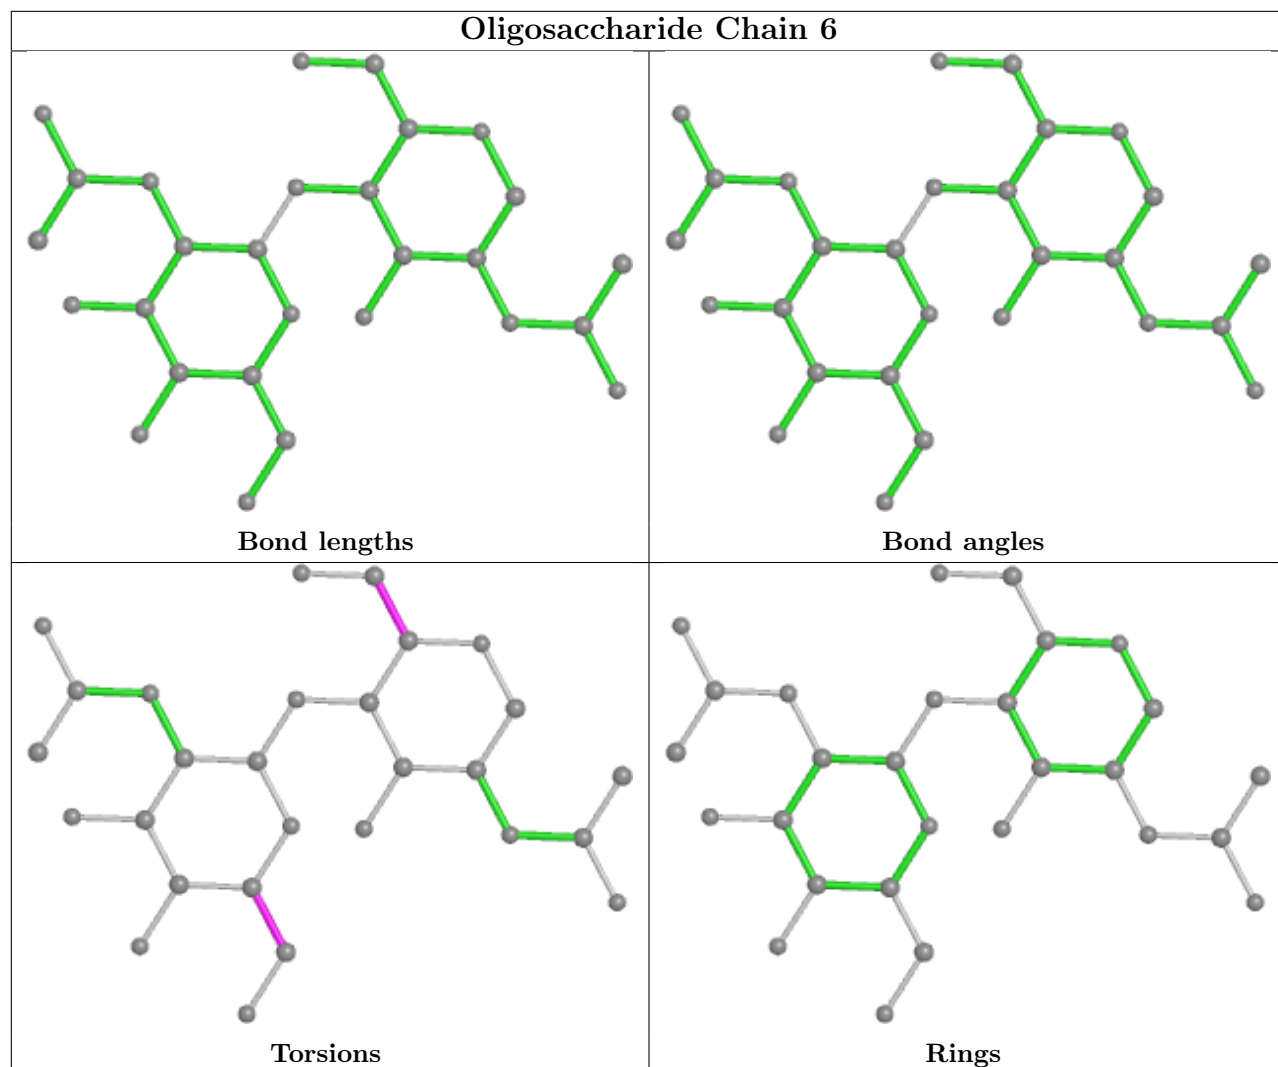 Oligosaccharide Chain 6
Bond lengths
Bond angles
Torsions
Rings